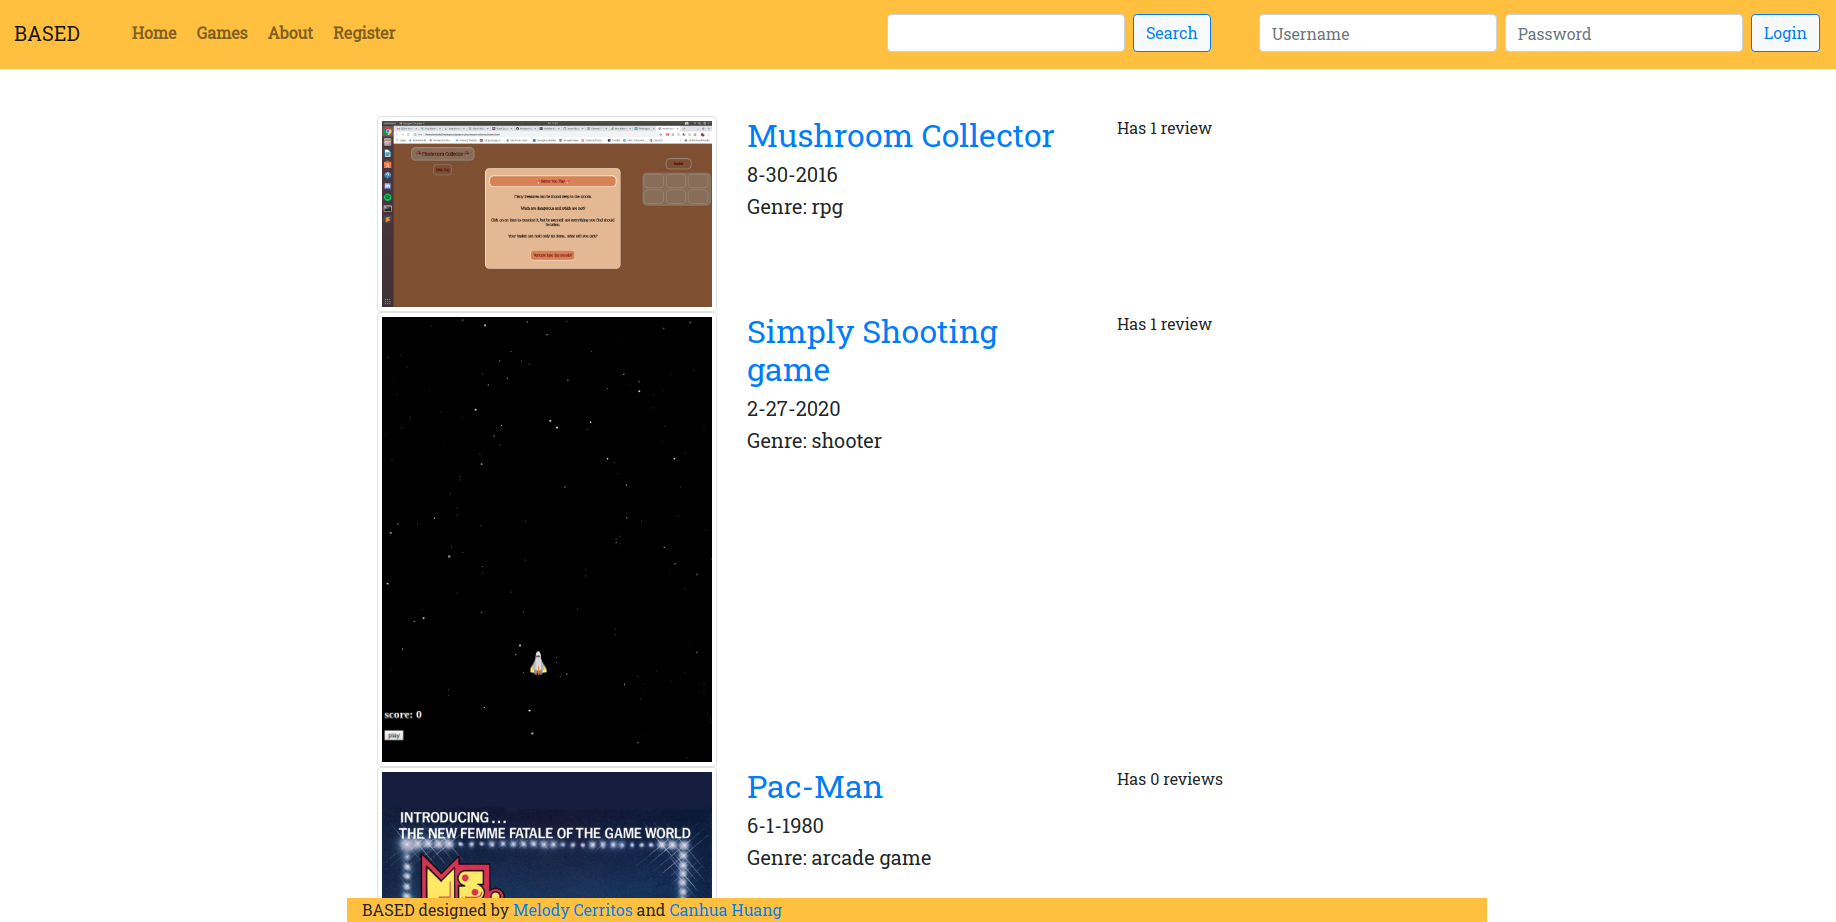 BASED Home Games About Register Search Username Password Login
Mushroom Collector
8-30-2016
Genre: rpg
Has 1 review
Mushroom Collector
Simply Shooting
game
2-27-2020
Genre: shooter
Has 1 review
score: 0
play
Pac-Man
6-1-1980
Genre: arcade game
Has 0 reviews
INTRODUCING...
THE NEW FEMME FATALE OF THE GAME WORLD
BASED designed by Melody Cerritos and Canhua Huang